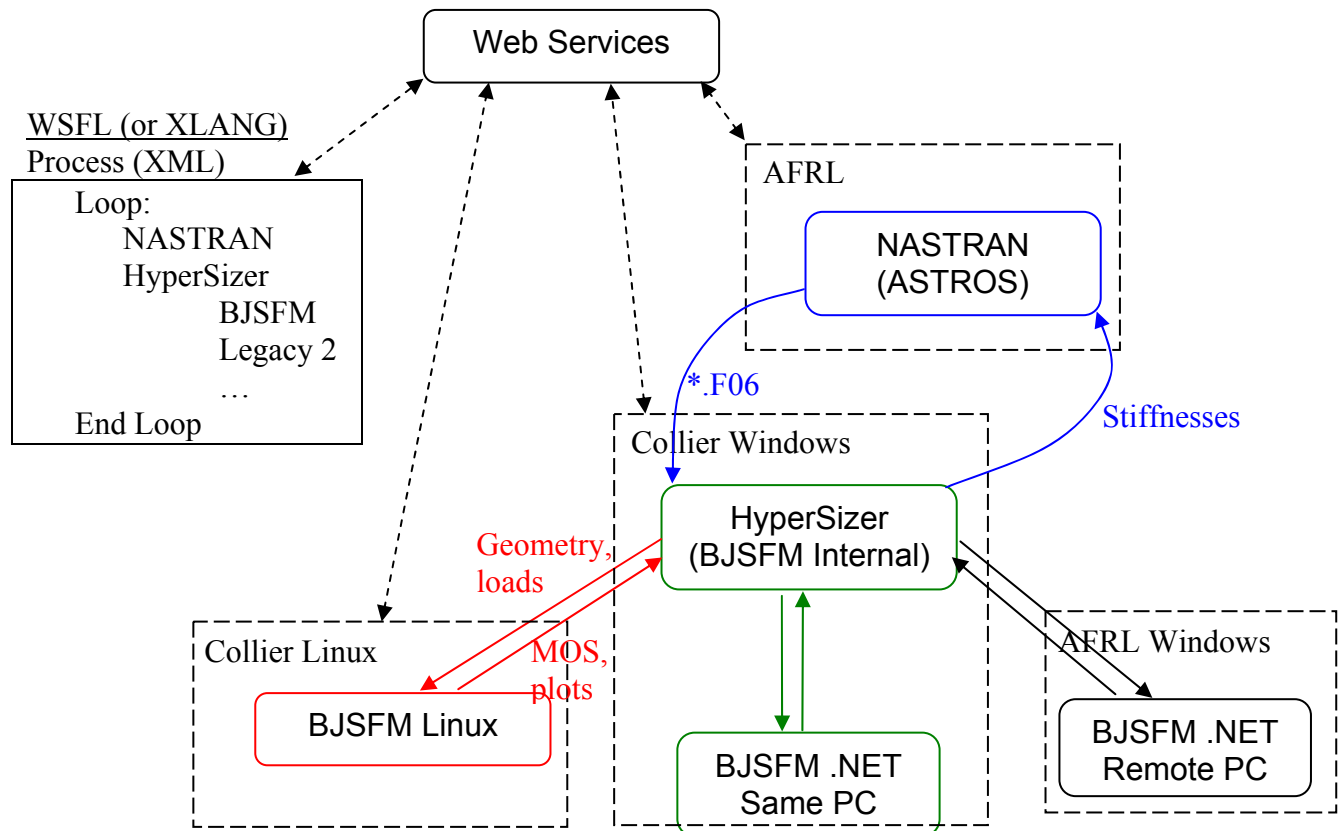 Web Services
WSFL (or XLANG)
Process (XML)
Loop:
NASTRAN
HyperSizer
BJSFM
Legacy 2
…
End Loop
AFRL
NASTRAN
(ASTROS)
*.F06
Stiffnesses
Collier Windows
HyperSizer
(BJSFM Internal)
Geometry,
loads
MOS,
plots
Collier Linux
BJSFM Linux
BJSFM .NET
Same PC
AFRL Windows
BJSFM .NET
Remote PC